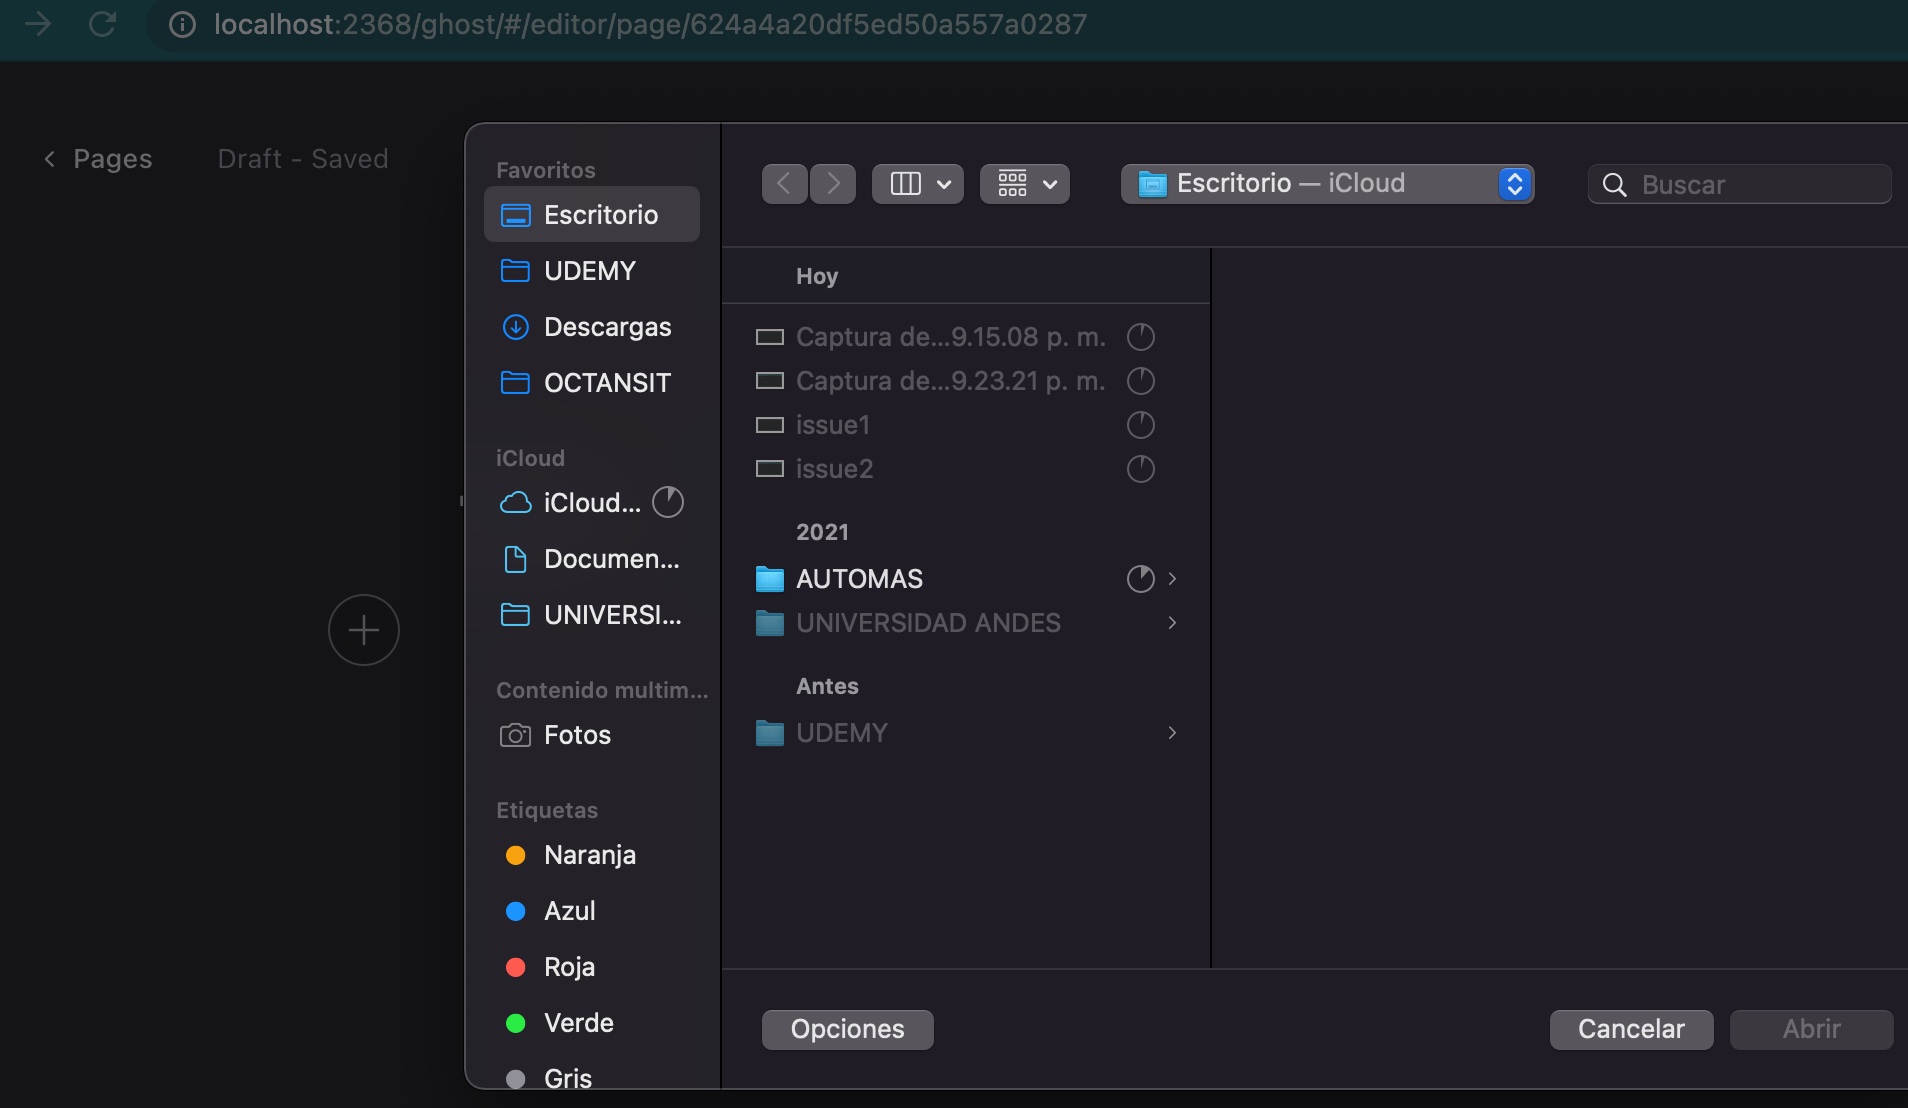 localhost:2368/ghost/#/editor/page/624a4a20df5ed50a557a0287
Pages
Draft - Saved
Favoritos
Escritorio
UDEMY
Descargas
OCTANSIT
iCloud
iCloud...
Documen...
UNIVERSI...
Contenido multim...
Fotos
Etiquetas
Naranja
Azul
Roja
Verde
Gris
Escritorio — iCloud
Buscar
Hoy
Captura de...9.15.08 p. m.
Captura de...9.23.21 p. m.
issue1
issue2
2021
AUTOMAS
UNIVERSIDAD ANDES
Antes
UDEMY
Opciones
Cancelar
Abrir